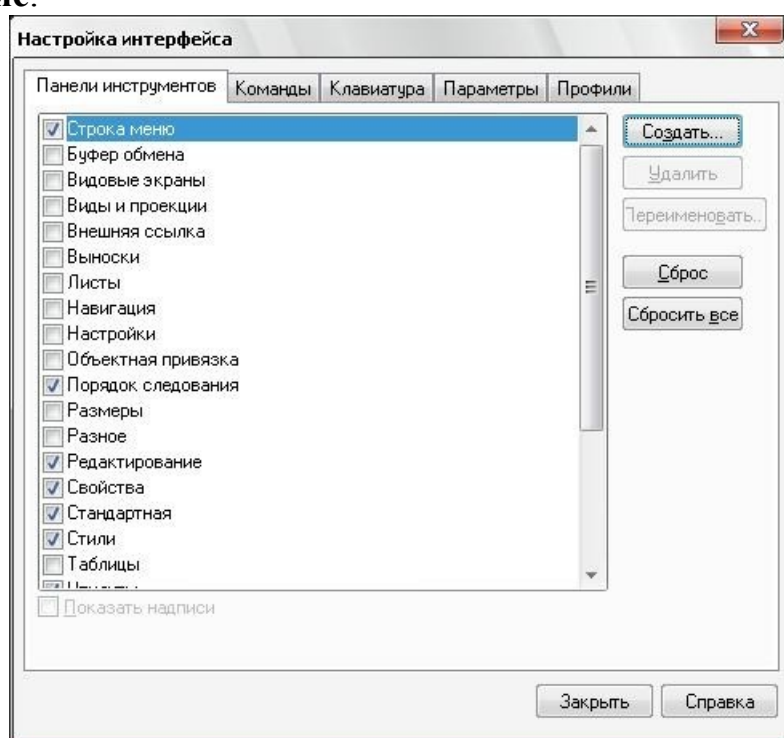 ис.
Настройка интерфейса
Панели инструментов Команды Клавиатура Параметры Профили
Строка меню
Буфер обмена
Видовые экраны
Виды и проекции
Внешняя ссылка
Выноски
Листы
Навигация
Настройки
Объектная привязка
Порядок следования
Размеры
Разное
Редактирование
Свойства
Стандартная
Стили
Таблицы
Показать надписи
Создать...
Удалить
Переименовать..
Сброс
Сбросить все
Закрыть Справка